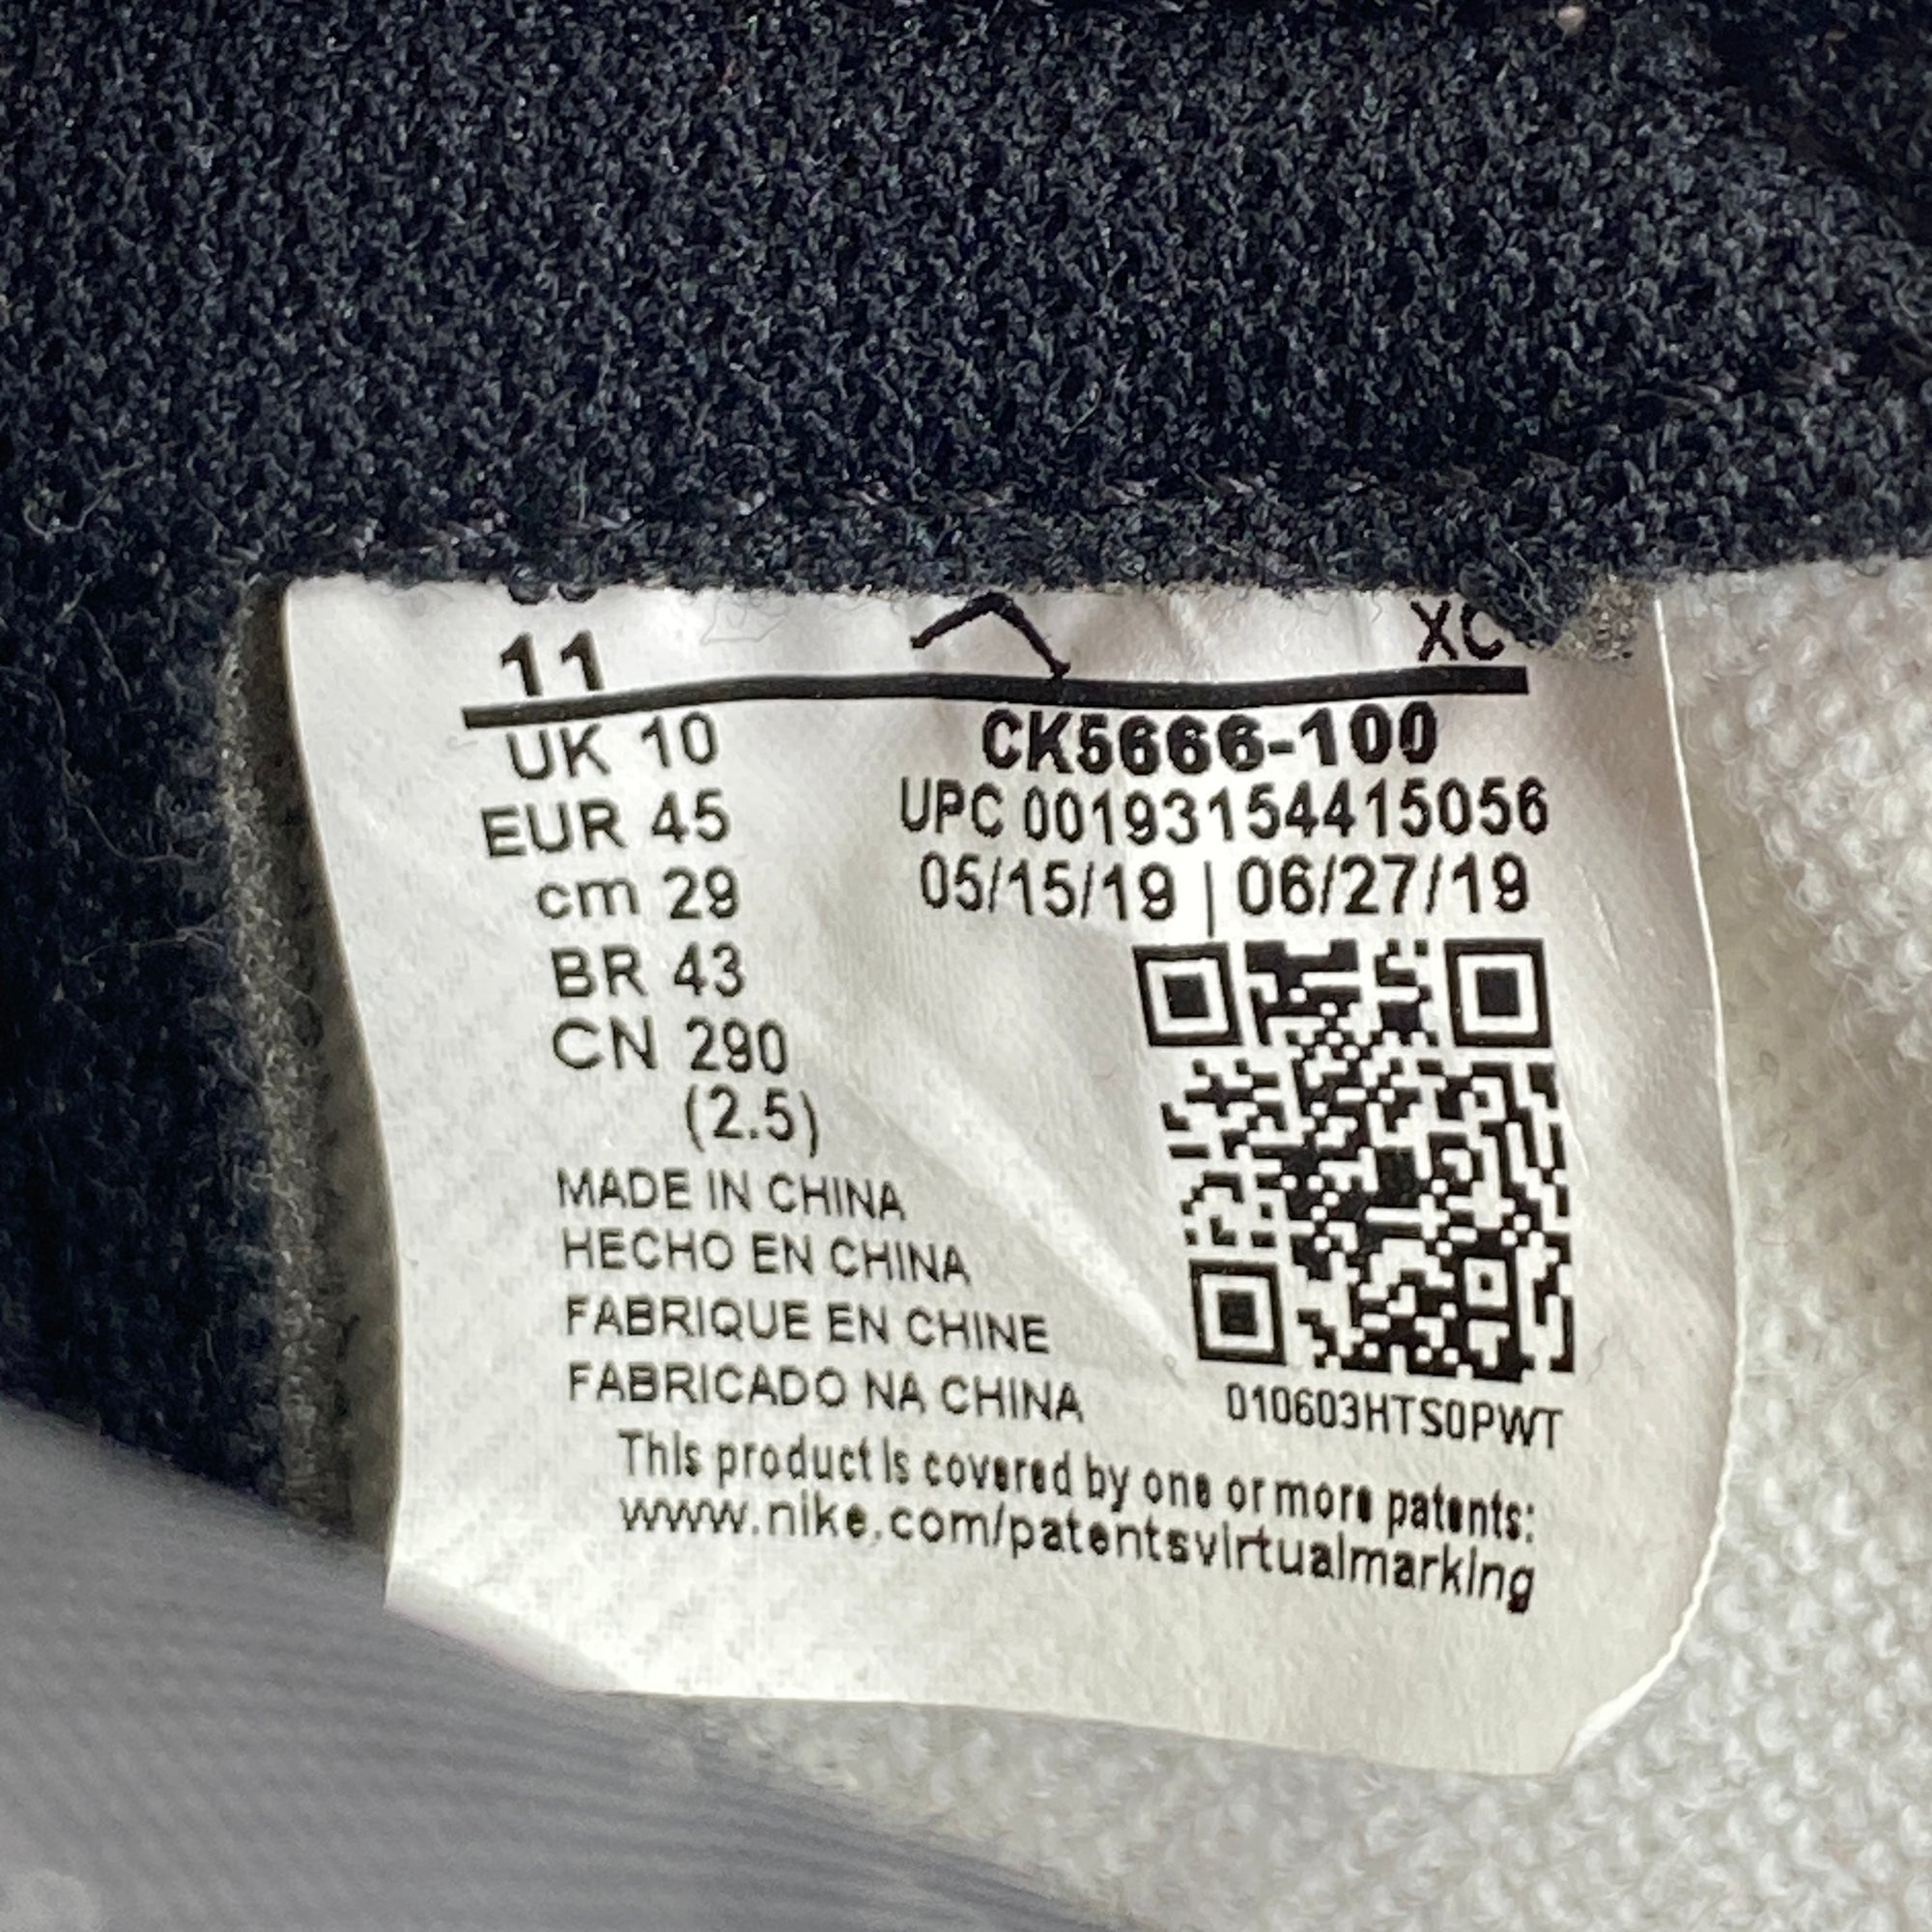 11 XC
UK 10
EUR 45
cm 29
BR 43
CN 290
(2.5)
CK5666-100
UPC 00193154415056
05/15/19 | 06/27/19
MADE IN CHINA
HECHO EN CHINA
FABRIQUE EN CHINE
FABRICADO NA CHINA
010603HTS0PWT
This product is covered by one or more patents:
www.nike.com/patentsvirtualmarking